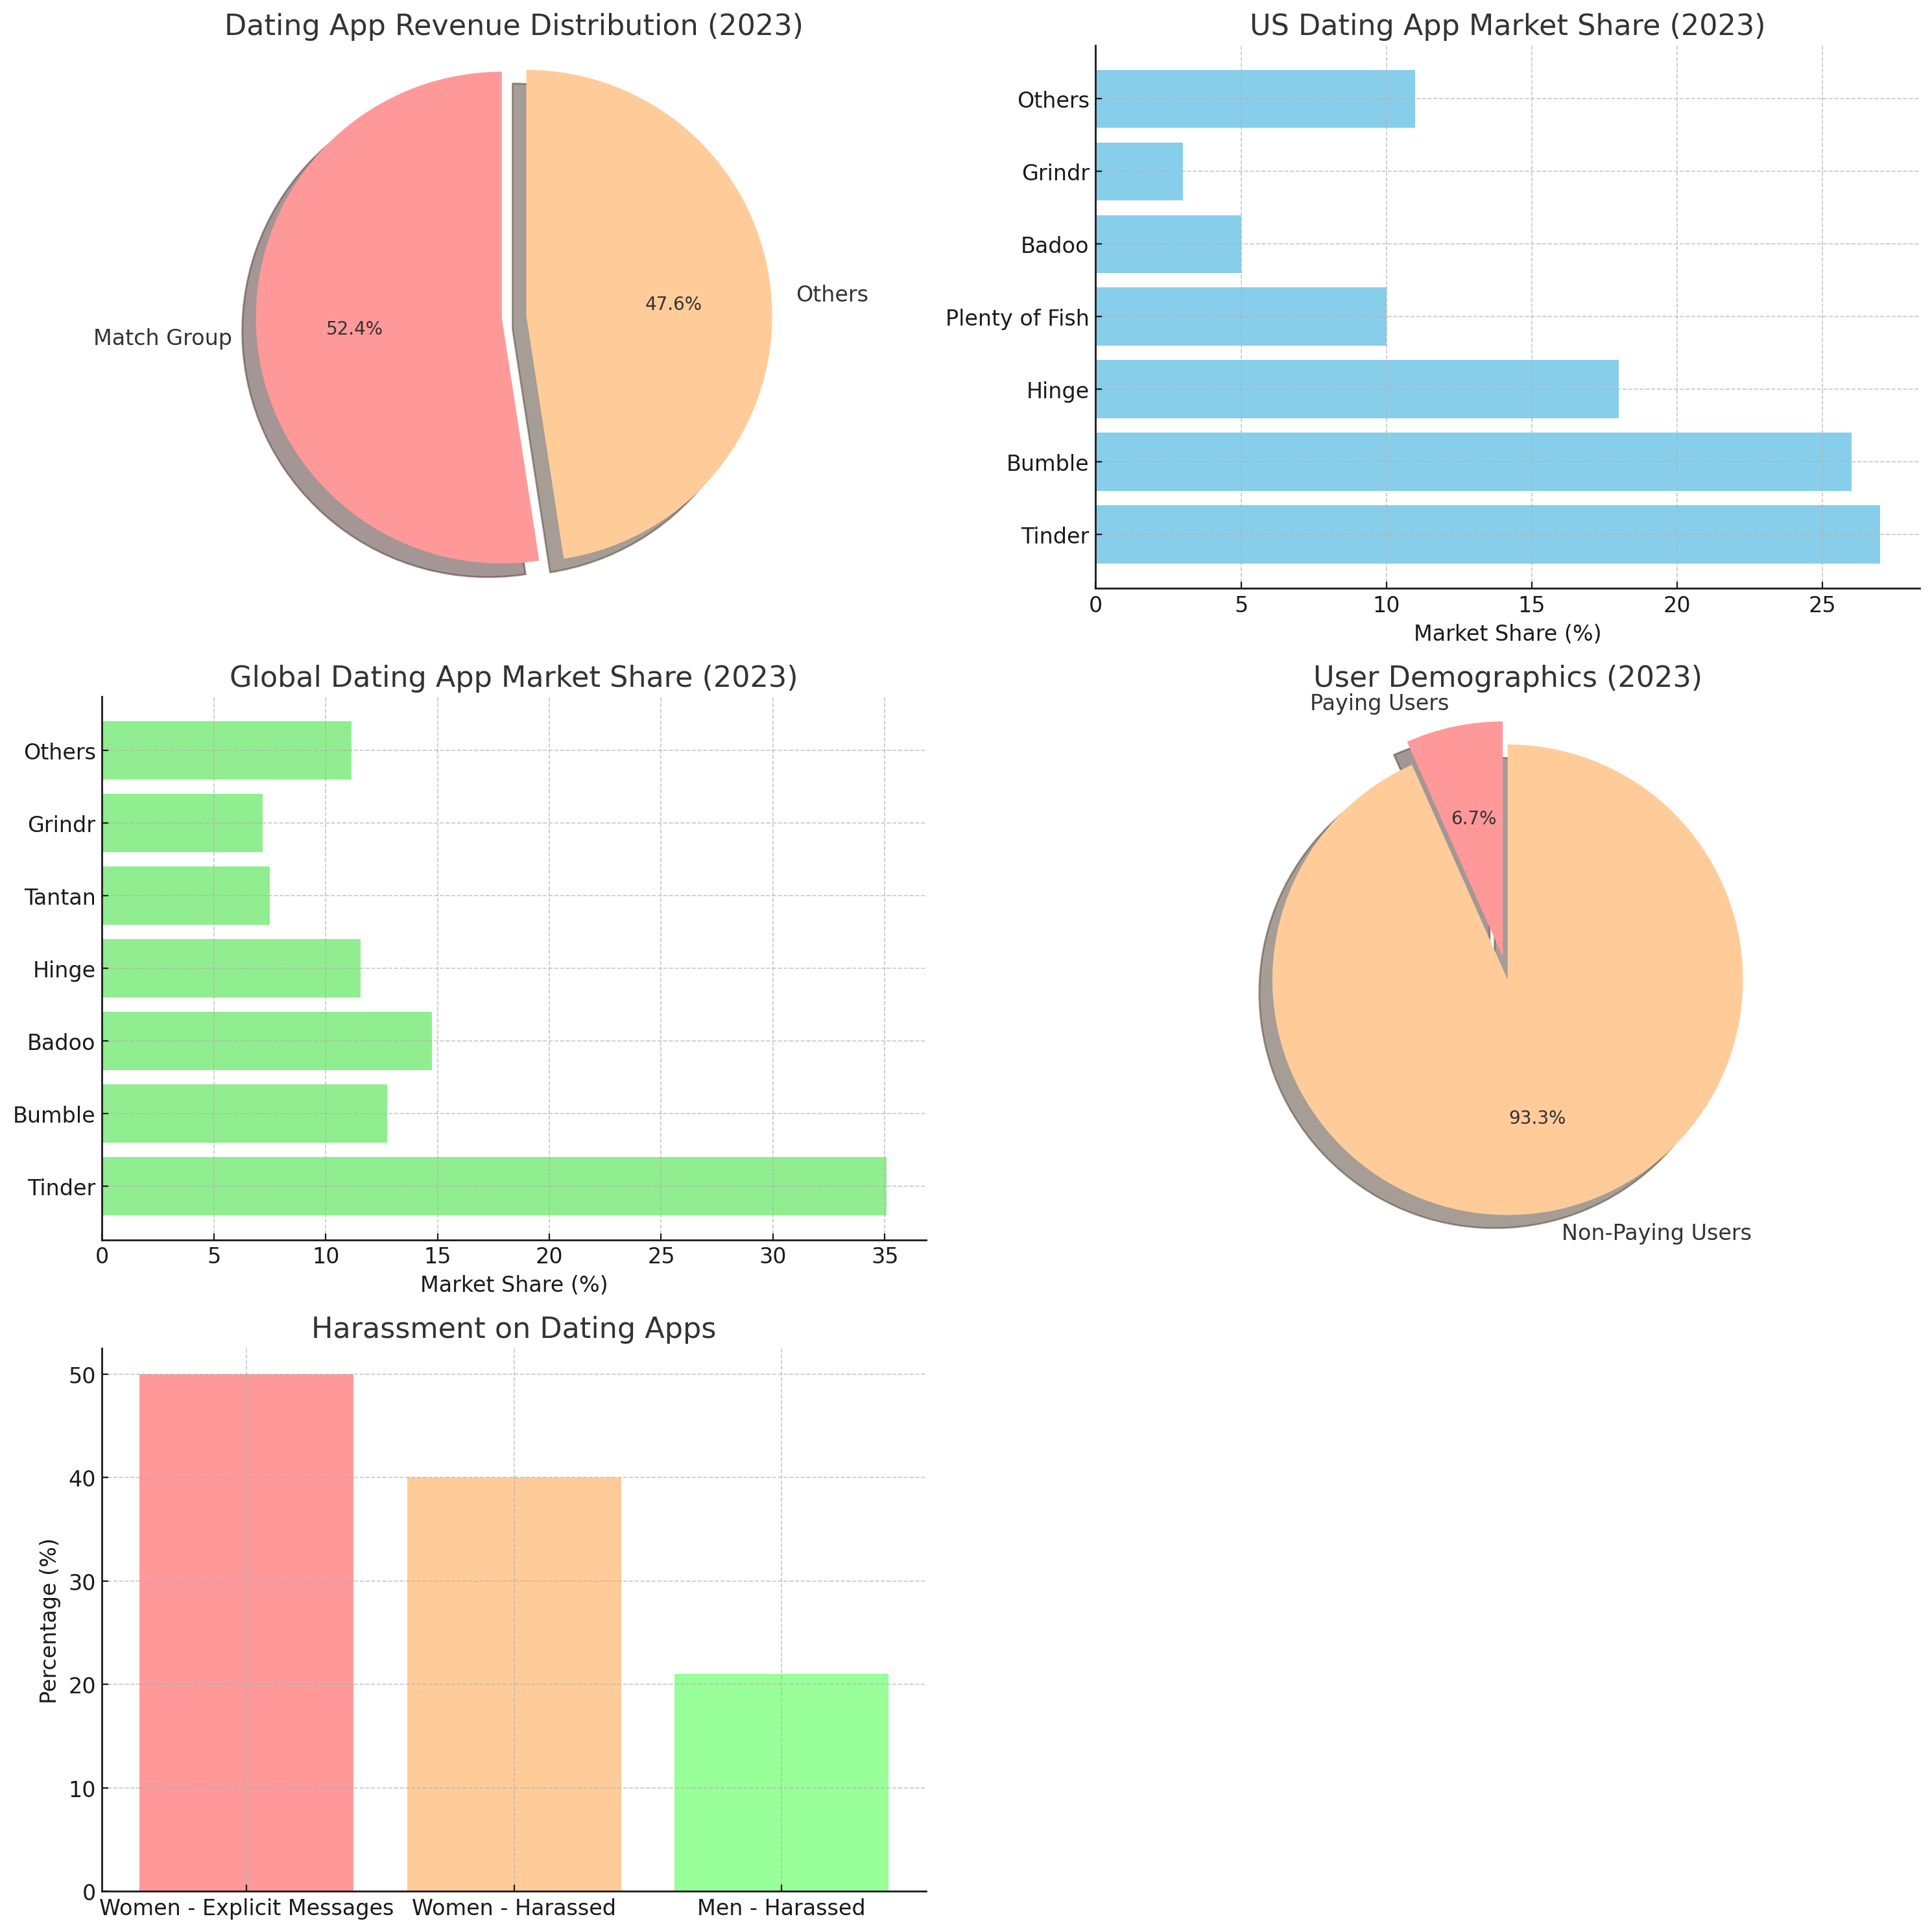 Dating App Revenue Distribution (2023)
Match Group
52.4%
47.6%
Others
US Dating App Market Share (2023)
Others
Grindr
Badoo
Plenty of Fish
Hinge
Bumble
Tinder
0 5 10 15 20 25
Market Share (%)
Global Dating App Market Share (2023)
Others
Grindr
Tantan
Hinge
Badoo
Bumble
Tinder
0 5 10 15 20 25 30 35
Market Share (%)
User Demographics (2023)
Paying Users
6.7%
93.3%
Non-Paying Users
Harassment on Dating Apps
Percentage (%)
50
40
30
20
10
0
Women - Explicit Messages Women - Harassed Men - Harassed